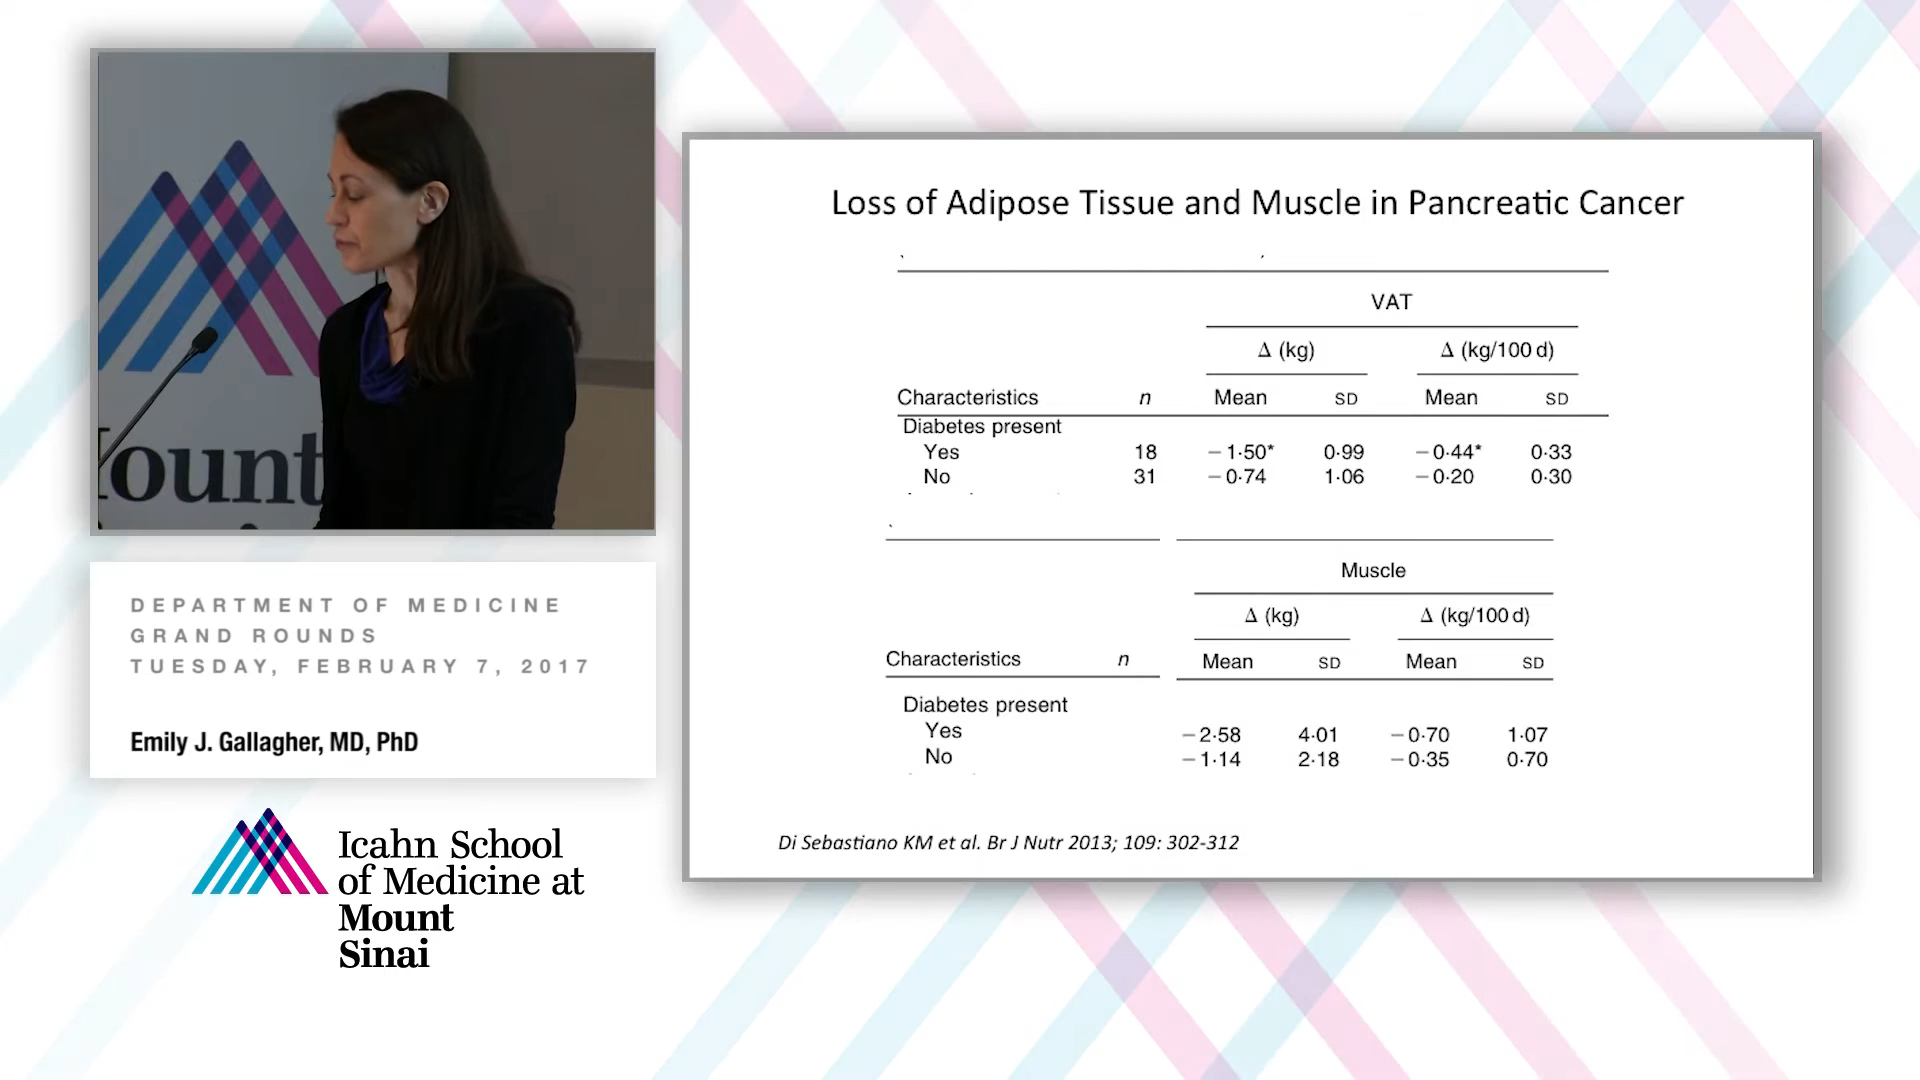 ount
DEPARTMENT OF MEDICINE
GRAND ROUNDS
TUESDAY, FEBRUARY 7, 2017
Emily J. Gallagher, MD, PhD
Icahn School
of Medicine at
Mount
Sinai
Loss of Adipose Tissue and Muscle in Pancreatic Cancer
VAT
Δ (kg) Δ (kg/100 d)
Characteristics n Mean SD Mean SD
Diabetes present
Yes 18 −1·50* 0·99 −0·44* 0·33
No 31 −0·74 1·06 −0·20 0·30
Muscle
Δ (kg) Δ (kg/100 d)
Characteristics n Mean SD Mean SD
Diabetes present
Yes −2·58 4·01 −0·70 1·07
No −1·14 2·18 −0·35 0·70
Di Sebastiano KM et al. Br J Nutr 2013; 109: 302-312